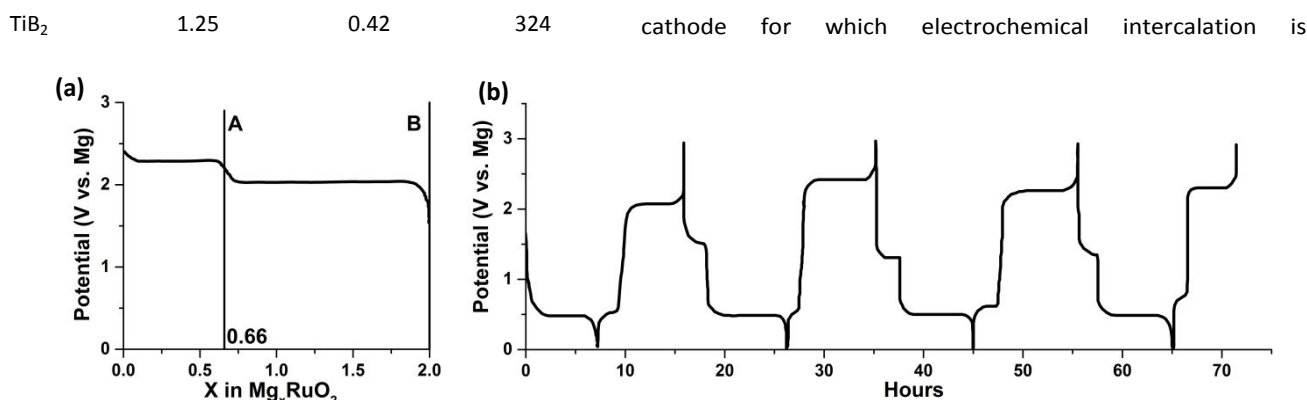 TiB₂ 1.25 0.42 324 cathode for which electrochemical intercalation is
(a)
3
2
1
0
Potential (V vs. Mg)
A
B
0.66
0.0 0.5 1.0 1.5 2.0
X in MgₓRuO₂
(b)
3
2
1
0
Potential (V vs. Mg)
0 10 20 30 40 50 60 70
Hours